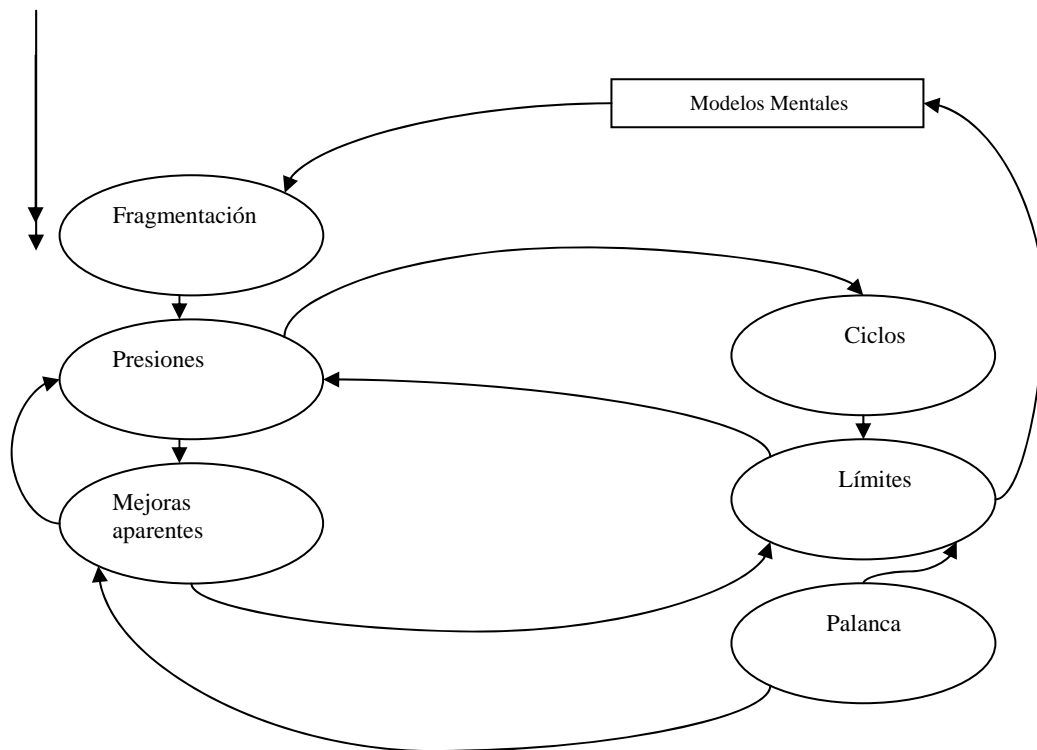 Modelos Mentales
Fragmentación
Presiones
Ciclos
Mejoras
aparentes
Límites
Palanca